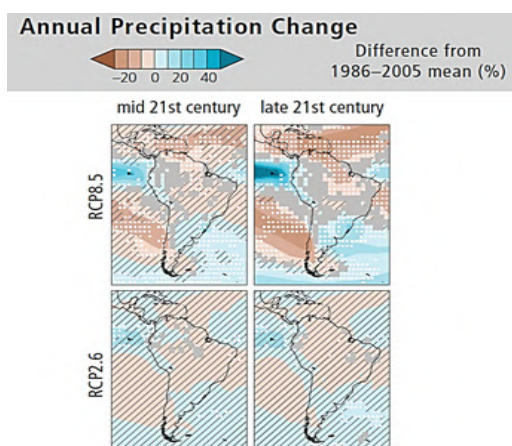 Annual Precipitation Change
−20 0 20 40
Difference from
1986–2005 mean (%)
mid 21st century late 21st century
RCP8.5
RCP2.6